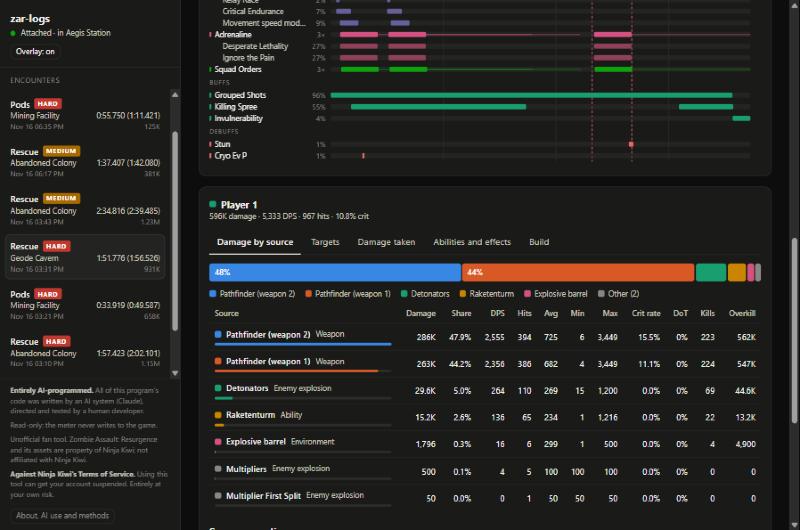 zar-logs
Attached · in Aegis Station
Overlay: on
ENCOUNTERS
Pods HARD
Mining Facility 0:55.750 (1:11.421)
Nov 16 06:35 PM 125K
Rescue MEDIUM
Abandoned Colony 1:37.407 (1:42.080)
Nov 16 06:17 PM 381K
Rescue MEDIUM
Abandoned Colony 2:34.816 (2:39.485)
Nov 16 03:43 PM 1.23M
Rescue HARD
Geode Cavern 1:51.776 (1:56.526)
Nov 16 03:31 PM 931K
Pods HARD
Mining Facility 0:33.919 (0:49.587)
Nov 16 03:21 PM 658K
Rescue HARD
Abandoned Colony 1:57.423 (2:02.101)
Nov 16 03:10 PM 1.15M
Entirely AI-programmed. All of this program's
code was written by an AI system (Claude),
directed and tested by a human developer.
Read-only: the meter never writes to the game.
Unofficial fan tool. Zombie Assault: Resurgence
and its assets are property of Ninja Kiwi; not
affiliated with Ninja Kiwi.
Against Ninja Kiwi's Terms of Service. Using this
tool can get your account suspended. Entirely at
your own risk.
About, AI use and methods
Critical Endurance 7%
Movement speed mod... 9%
Adrenaline 3×
Desperate Lethality 27%
Ignore the Pain 27%
Squad Orders 3×
BUFFS
Grouped Shots 96%
Killing Spree 55%
Invulnerability 4%
DEBUFFS
Stun 1%
Cryo Ev P 1%
Player 1
596K damage · 5,333 DPS · 967 hits · 10.8% crit
Damage by source Targets Damage taken Abilities and effects Build
48% 44%
Pathfinder (weapon 2) Pathfinder (weapon 1) Detonators Raketenturm Explosive barrel Other (2)
Source Damage Share DPS Hits Avg Min Max Crit rate DoT Kills Overkill
Pathfinder (weapon 2) Weapon 286K 47.9% 2,555 394 725 6 3,449 15.5% 0% 223 562K
Pathfinder (weapon 1) Weapon 263K 44.2% 2,356 386 682 4 3,449 11.1% 0% 224 547K
Detonators Enemy explosion 29.6K 5.0% 264 110 269 15 1,200 0.0% 0% 69 44.6K
Raketenturm Ability 15.2K 2.6% 136 65 234 1 1,216 0.0% 0% 22 13.2K
Explosive barrel Environment 1,796 0.3% 16 6 299 1 500 0.0% 0% 4 4,900
Multipliers Enemy explosion 500 0.1% 4 5 100 100 100 0.0% 0% 0 0
Multiplier First Split Enemy explosion 50 0.0% 0 1 50 50 50 0.0% 0% 0 0